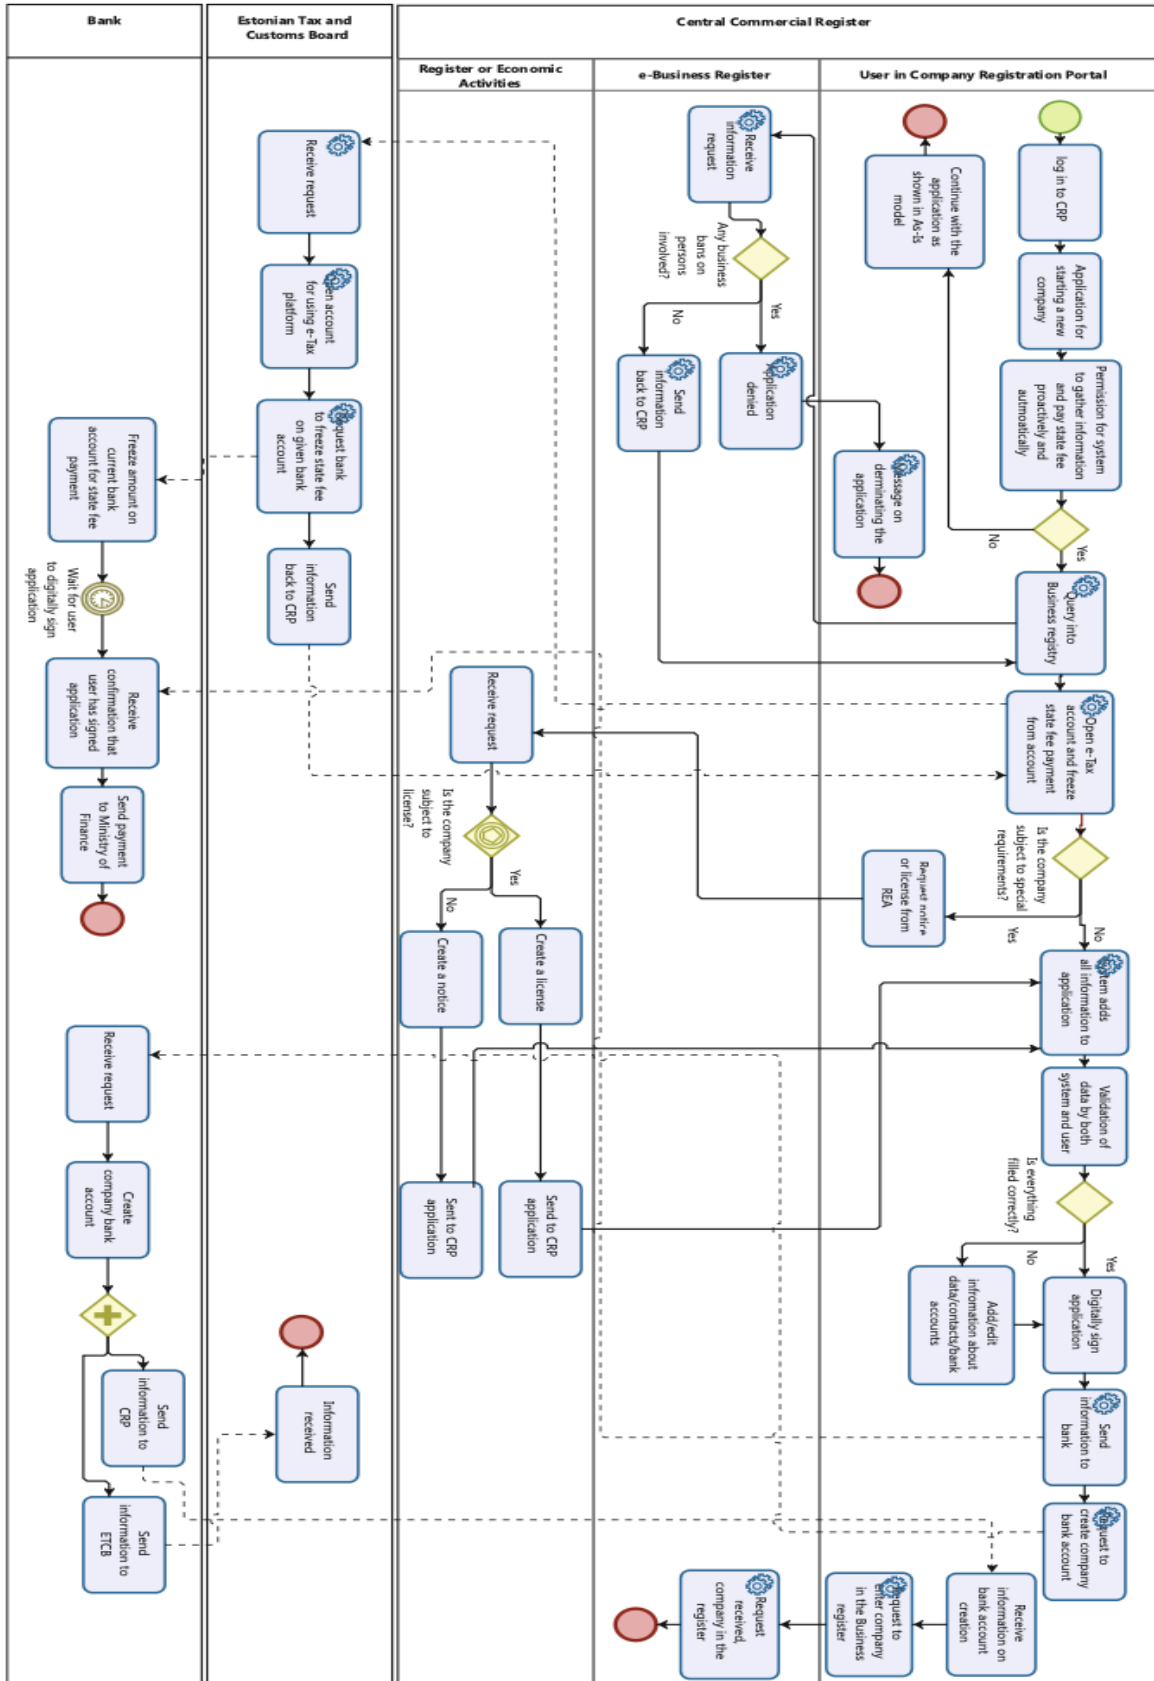 Bank
Estonian Tax and
Customs Board
Central Commercial Register
Register or Economic
Activities
e-Business Register
User in Company Registration Portal
log in to CRP
Application for
starting a new
company
Permission for system
to gather information
proactively and
and pay state fee
autmoatically
Yes
No
Continue with the
application as
shown in As-Is
model
Query into
Business registry
Receive
information
request
Any business
bans on
persons
involved?
Yes
No
Application
denied
Send
information
back to CRP
Message on
derminating the
application
Open e-Tax
account and freeze
state fee payment
from account
Receive request
Open account
for using e-Tax
platform
Request bank
to freeze state fee
on given bank
account
Send
information
back to CRP
Freeze amount on
current bank
account for state fee
payment
Wait for user
to digitally sign
application
Receive
confirmation that
user has signed
application
Send payment
to Ministry of
Finance
Is the company
subject to special
requirements?
Yes
No
Request notice
or license from
REA
Receive request
Is the company
subject to
license?
Yes
No
Create a license
Create a notice
Send to CRP
application
Sent to CRP
application
System adds
all information to
application
Validation of
data by both
system and user
Is everything
filled correctly?
Yes
No
Add/edit
infromation about
data/contacts/bank
accounts
Digitally sign
application
Send
information to
bank
Request to
create company
bank account
Receive request
Create
company bank
account
Send
information to
CRP
Send
information to
ETCB
Information
received
Receive
information on
bank account
creation
Request to
enter company
in the Business
register
Request
received,
company in the
register